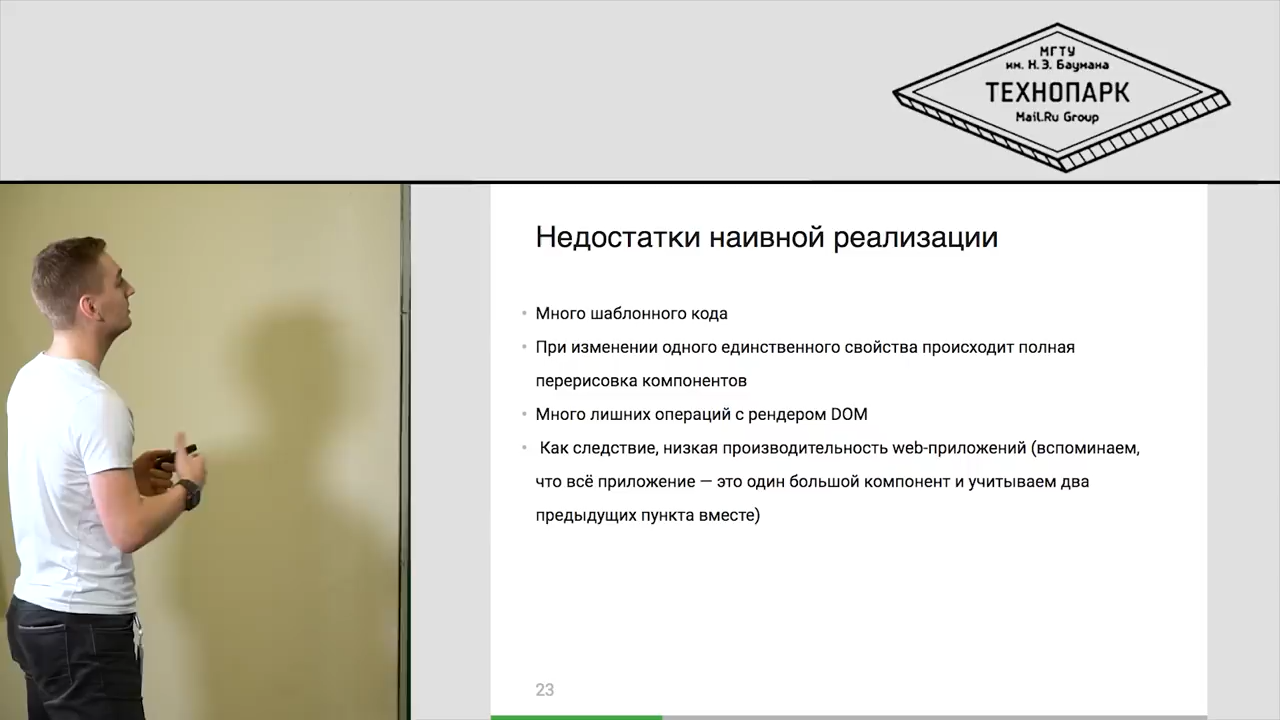 МГТУ
им. Н.Э. Баумана
ТЕХНОПАРК
Mail.Ru Group
Недостатки наивной реализации
• Много шаблонного кода
• При изменении одного единственного свойства происходит полная
перерисовка компонентов
• Много лишних операций с рендером DOM
• Как следствие, низкая производительность web-приложений (вспоминаем,
что всё приложение — это один большой компонент и учитываем два
предыдущих пункта вместе)
23